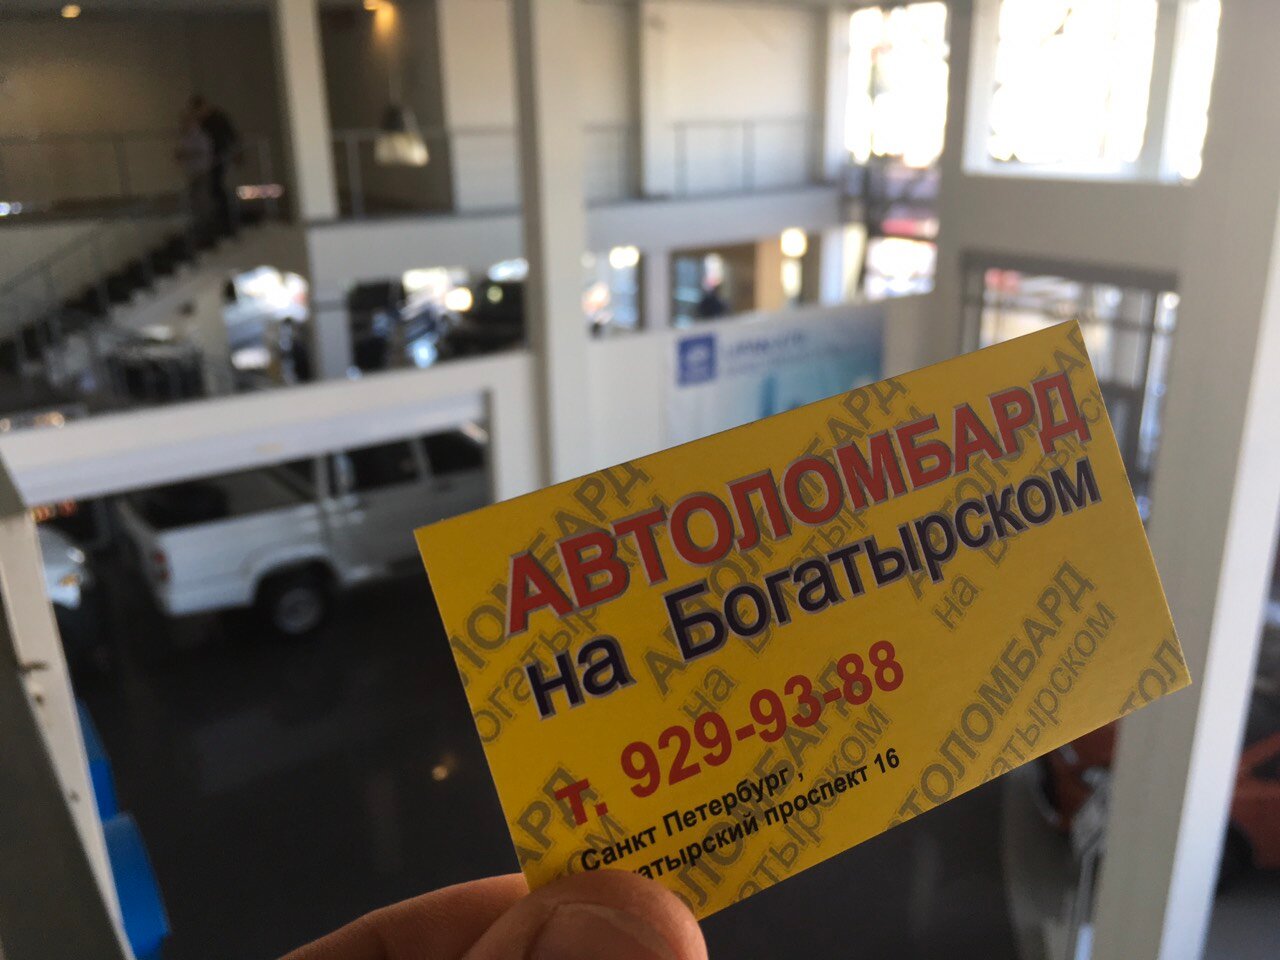 АВТОЛОМБАРД
на Богатырском
т. 929-93-88
Санкт Петербург ,
атырский проспект 16